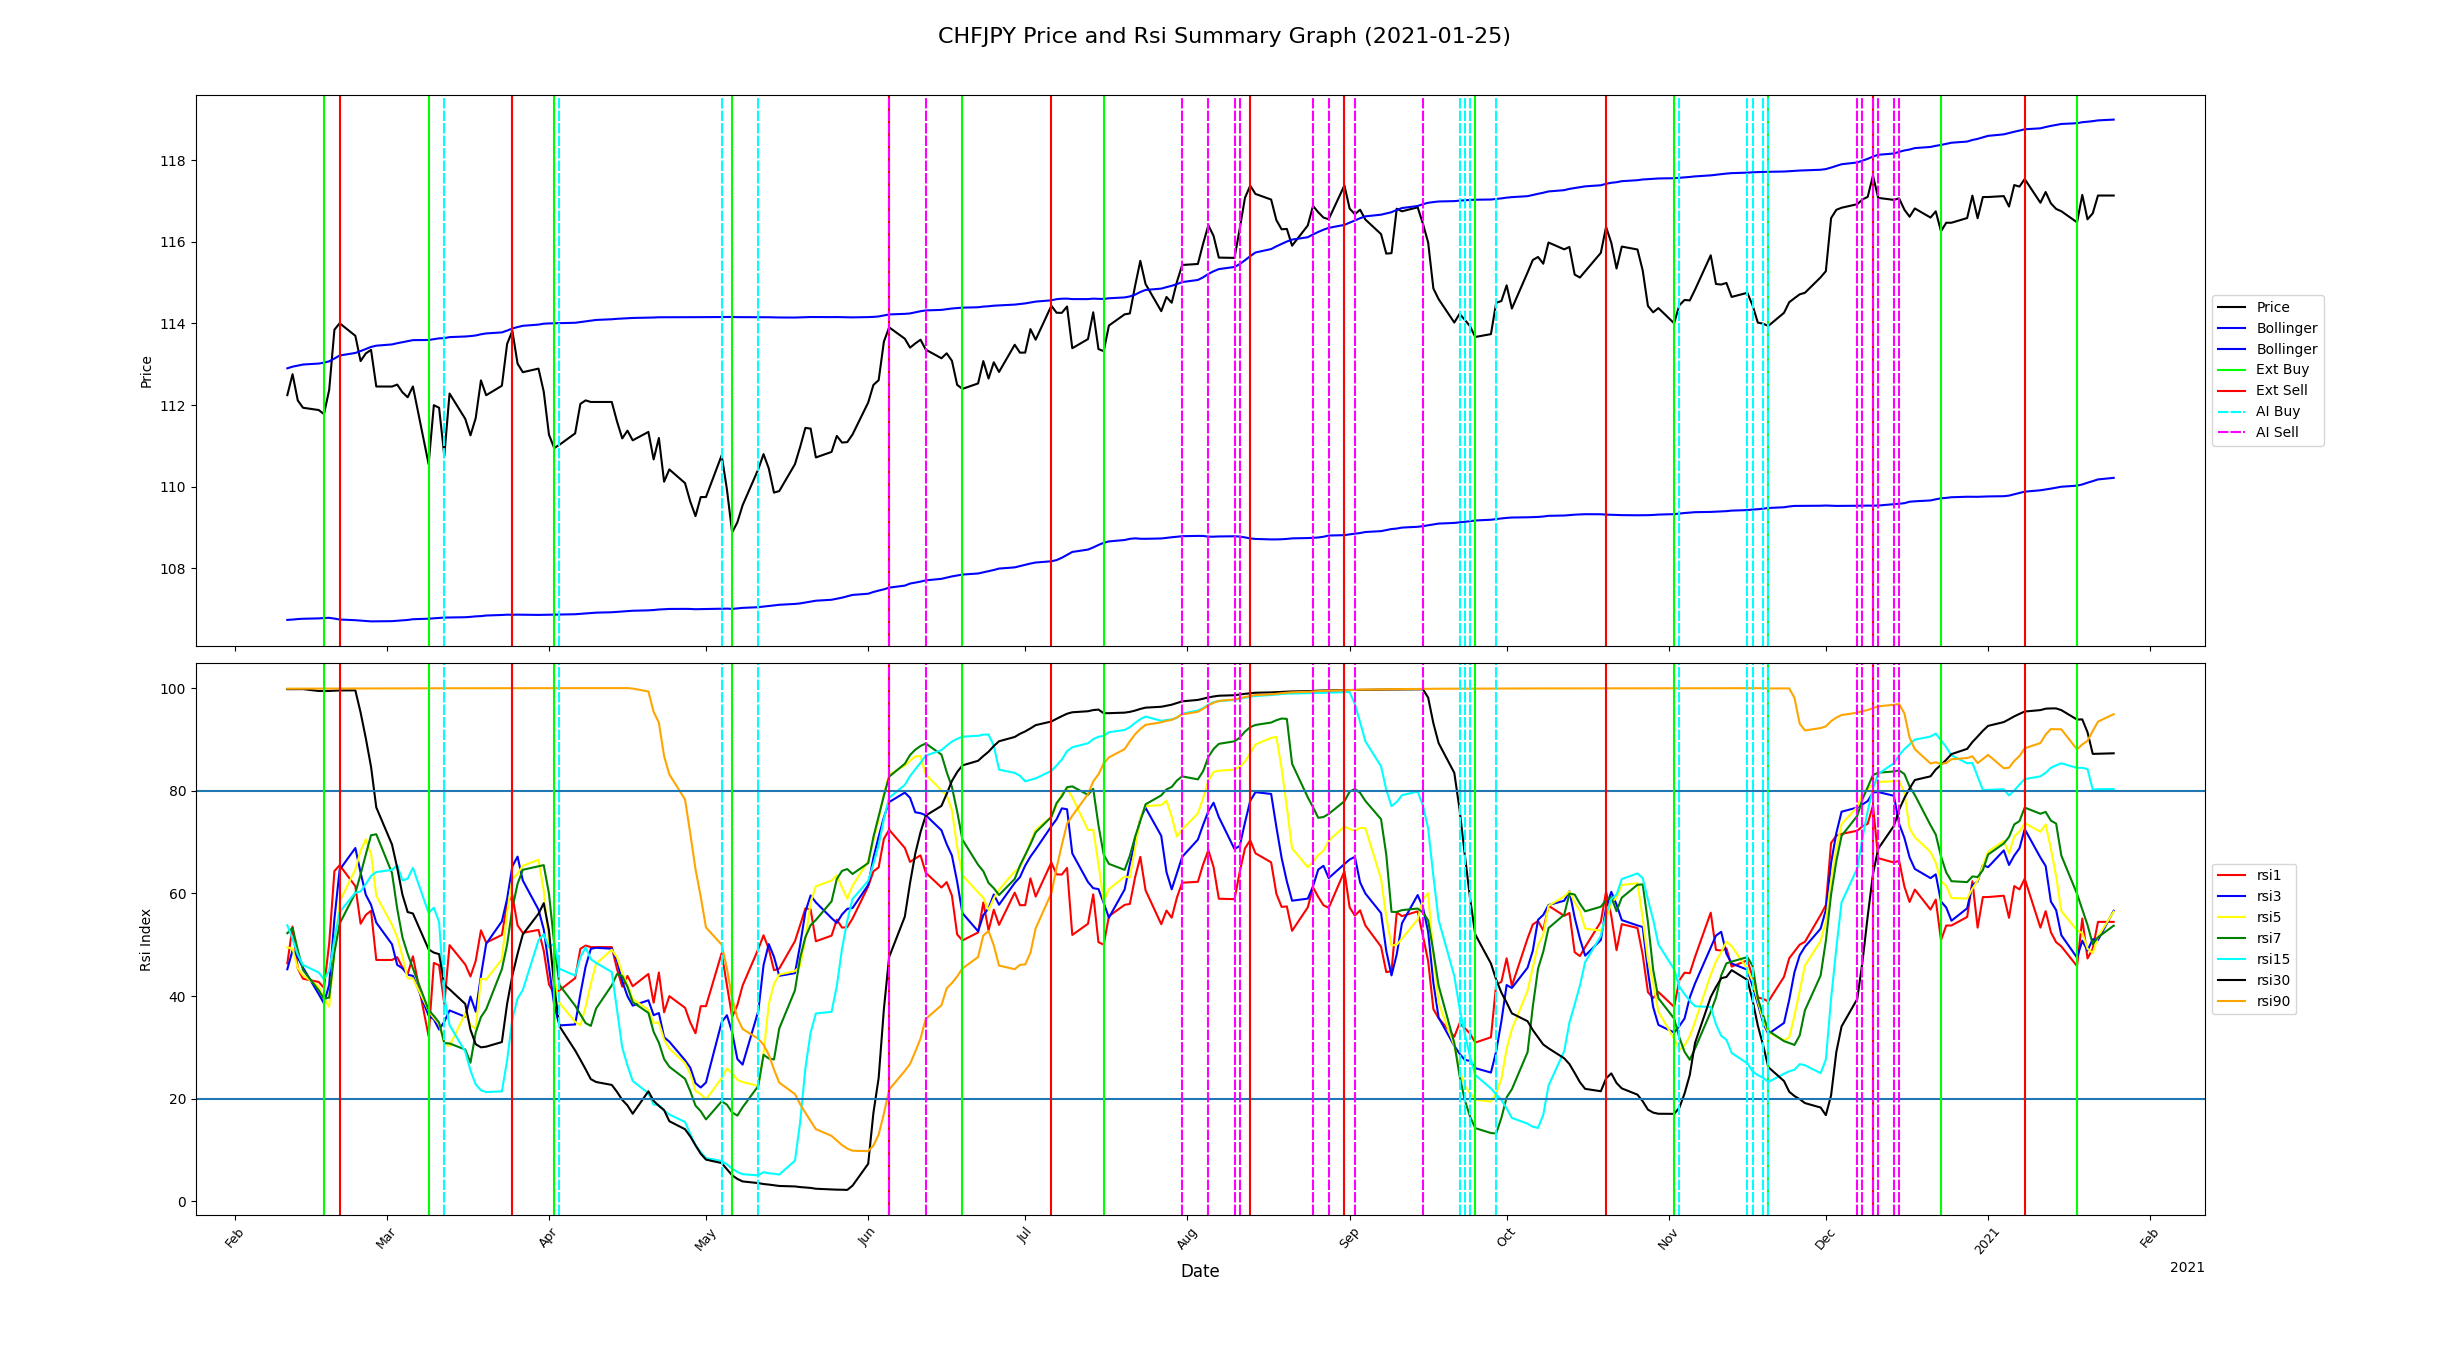 CHFJPY Price and Rsi Summary Graph (2021-01-25)
118
116
114
112
110
108
Price
Price
Bollinger
Bollinger
Ext Buy
Ext Sell
AI Buy
AI Sell
100
80
60
40
20
0
Rsi Index
rsi1
rsi3
rsi5
rsi7
rsi15
rsi30
rsi90
Feb
Mar
Apr
May
Jun
Jul
Aug
Sep
Oct
Nov
Dec
2021
Feb
Date
2021